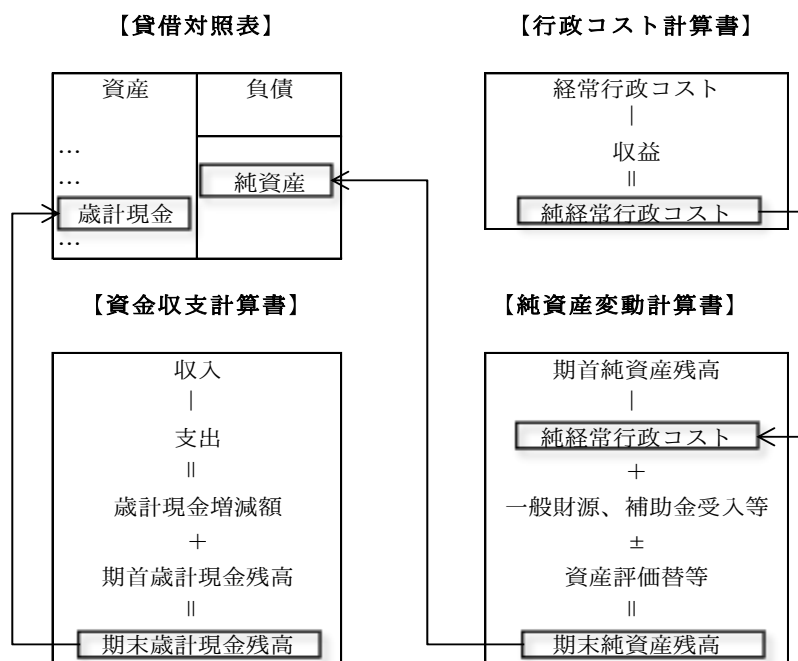 【貸借対照表】
資産
負債
…
…
歳計現金
…
純資産
【行政コスト計算書】
経常行政コスト
|
収益
||
純経常行政コスト
【資金収支計算書】
収入
|
支出
||
歳計現金増減額
+
期首歳計現金残高
||
期末歳計現金残高
【純資産変動計算書】
期首純資産残高
|
純経常行政コスト
+
一般財源、補助金受入等
±
資産評価替等
||
期末純資産残高